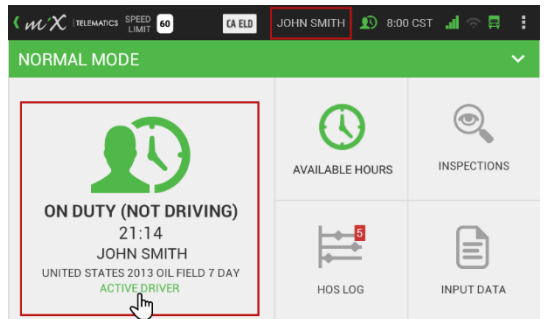 mX TELEMATICS SPEED LIMIT 60 CA ELD JOHN SMITH 8:00 CST
NORMAL MODE
ON DUTY (NOT DRIVING)
21:14
JOHN SMITH
UNITED STATES 2013 OIL FIELD 7 DAY
ACTIVE DRIVER
AVAILABLE HOURS
INSPECTIONS
5
HOS LOG
INPUT DATA